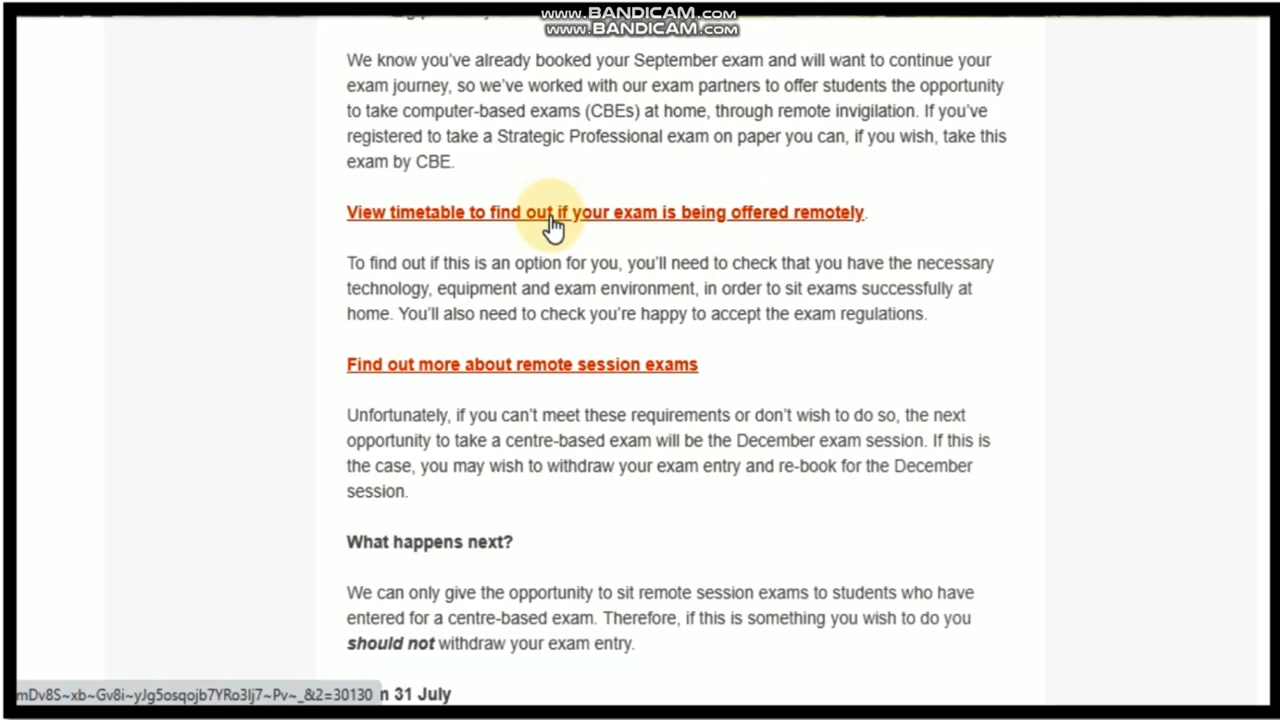 www.BANDICAM.com
www.BANDICAM.com
We know you’ve already booked your September exam and will want to continue your
exam journey, so we’ve worked with our exam partners to offer students the opportunity
to take computer-based exams (CBEs) at home, through remote invigilation. If you’ve
registered to take a Strategic Professional exam on paper you can, if you wish, take this
exam by CBE.
View timetable to find out if your exam is being offered remotely.
To find out if this is an option for you, you’ll need to check that you have the necessary
technology, equipment and exam environment, in order to sit exams successfully at
home. You’ll also need to check you’re happy to accept the exam regulations.
Find out more about remote session exams
Unfortunately, if you can’t meet these requirements or don’t wish to do so, the next
opportunity to take a centre-based exam will be the December exam session. If this is
the case, you may wish to withdraw your exam entry and re-book for the December
session.
What happens next?
We can only give the opportunity to sit remote session exams to students who have
entered for a centre-based exam. Therefore, if this is something you wish to do you
should not withdraw your exam entry.
31 July